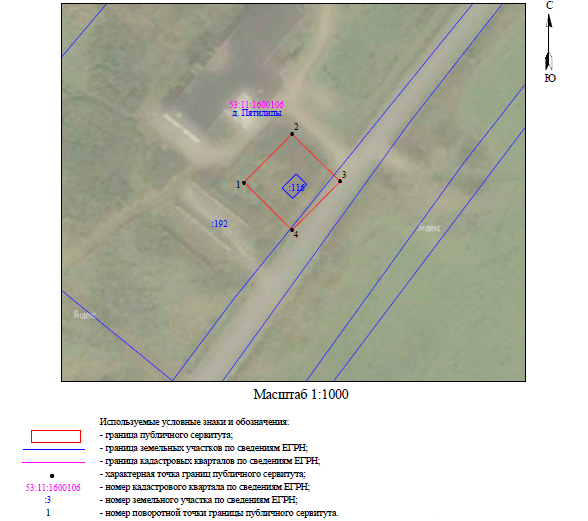 С
Ю
53:11:1600106
д. Пятилипы
2
1
3
:116
4
:192
Яндекс
Яндекс
Масштаб 1:1000
Используемые условные знаки и обозначения:
- граница публичного сервитута;
- граница земельных участков по сведениям ЕГРН;
- граница кадастровых кварталов по сведениям ЕГРН;
- характерная точка границ публичного сервитута;
53:11:1600106 - номер кадастрового квартала по сведениям ЕГРН;
:3 - номер земельного участка по сведениям ЕГРН;
1 - номер поворотной точки границы публичного сервитута.